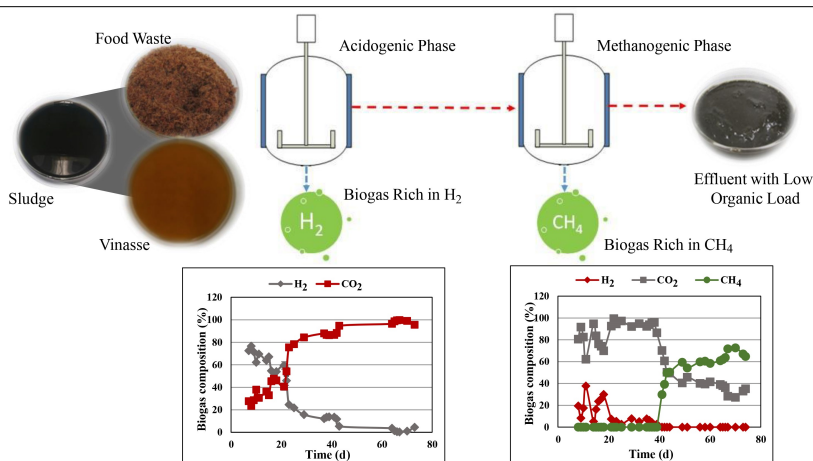 Food Waste
Acidogenic Phase
Methanogenic Phase
Sludge
Vinasse
H₂
Biogas Rich in H₂
CH₄
Biogas Rich in CH₄
Effluent with Low
Organic Load
H₂ CO₂
Biogas composition (%)
120
100
80
60
40
20
0
0 20 40 60 80
Time (d)
H₂ CO₂ CH₄
Biogas composition (%)
120
100
80
60
40
20
0
0 20 40 60 80
Time (d)